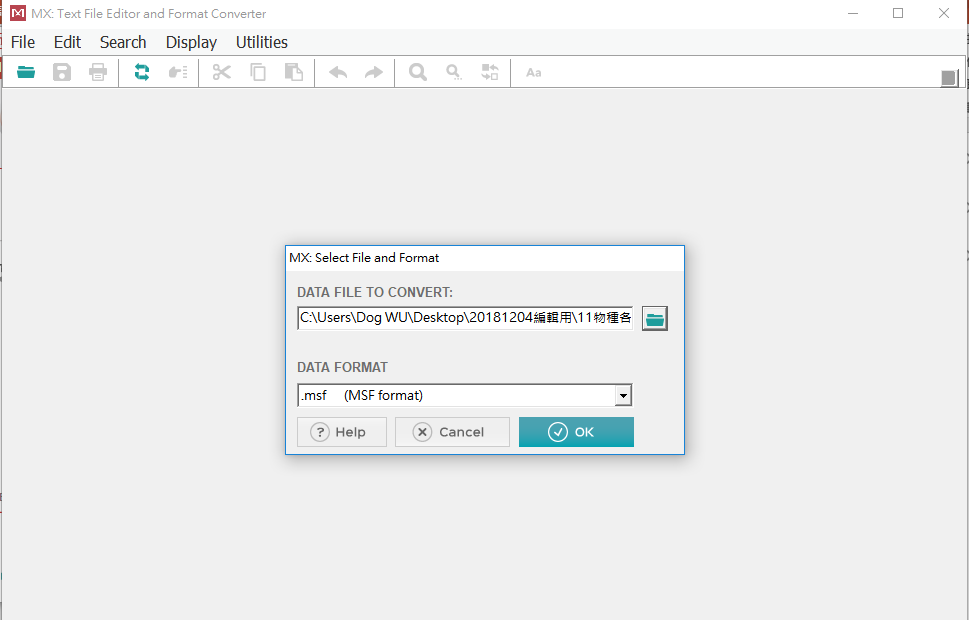 MX: Text File Editor and Format Converter
File Edit Search Display Utilities
Aa
MX: Select File and Format
DATA FILE TO CONVERT:
C:\Users\Dog WU\Desktop\20181204編輯用\11物種各
DATA FORMAT
.msf (MSF format)
? Help Cancel OK